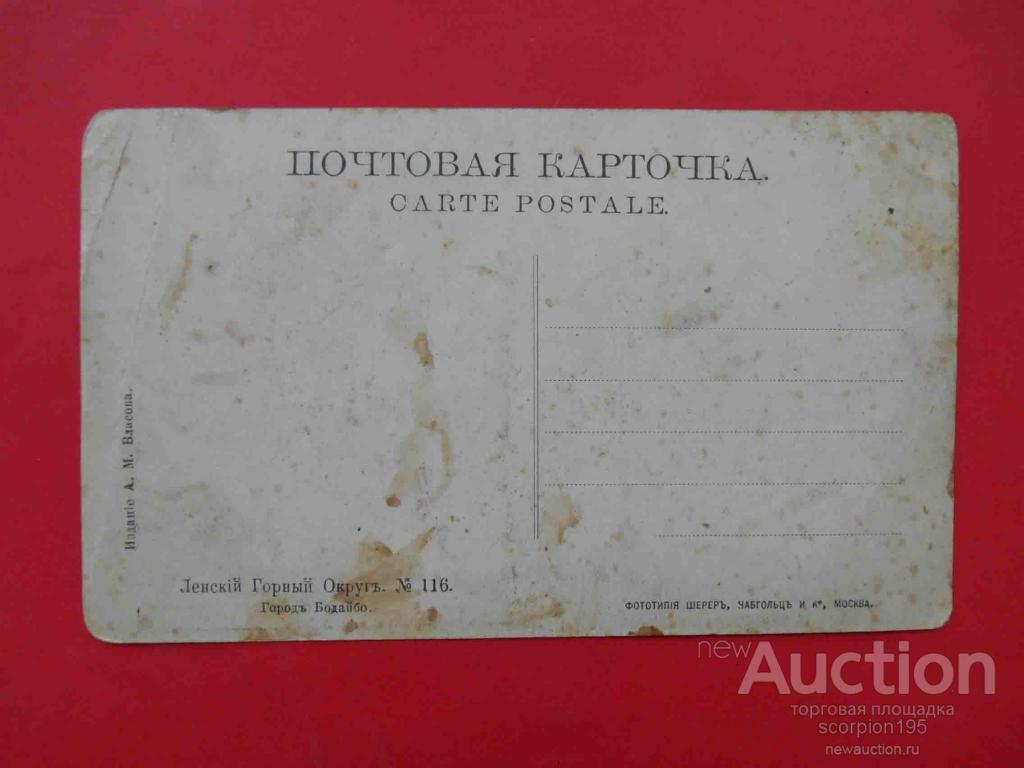 ПОЧТОВАЯ КАРТОЧКА.
CARTE POSTALE.
Изданіе А. М. Власова.
Ленскій Горный Округъ. № 116.
Городъ Бодайбо.
ФОТОТИПІЯ ШЕРЕРЪ, НАБГОЛЬЦЪ И Кº, МОСКВА.
newAuction
торговая площадка
scorpion195
newauction.ru